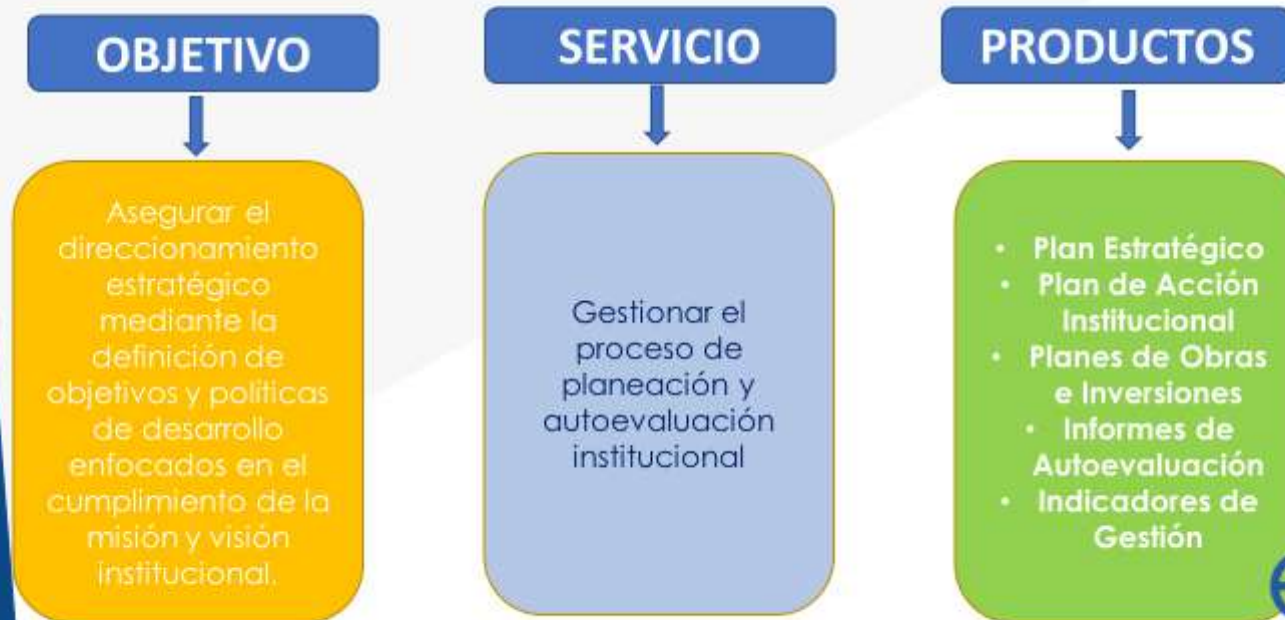 OBJETIVO
Asegurar el
direccionamiento
estratégico
mediante la
definición de
objetivos y políticas
de desarrollo
enfocados en el
cumplimiento de la
misión y visión
institucional.
SERVICIO
Gestionar el
proceso de
planeación y
autoevaluación
institucional
PRODUCTOS
• Plan Estratégico
• Plan de Acción
Institucional
• Planes de Obras
e Inversiones
• Informes de
Autoevaluación
• Indicadores de
Gestión